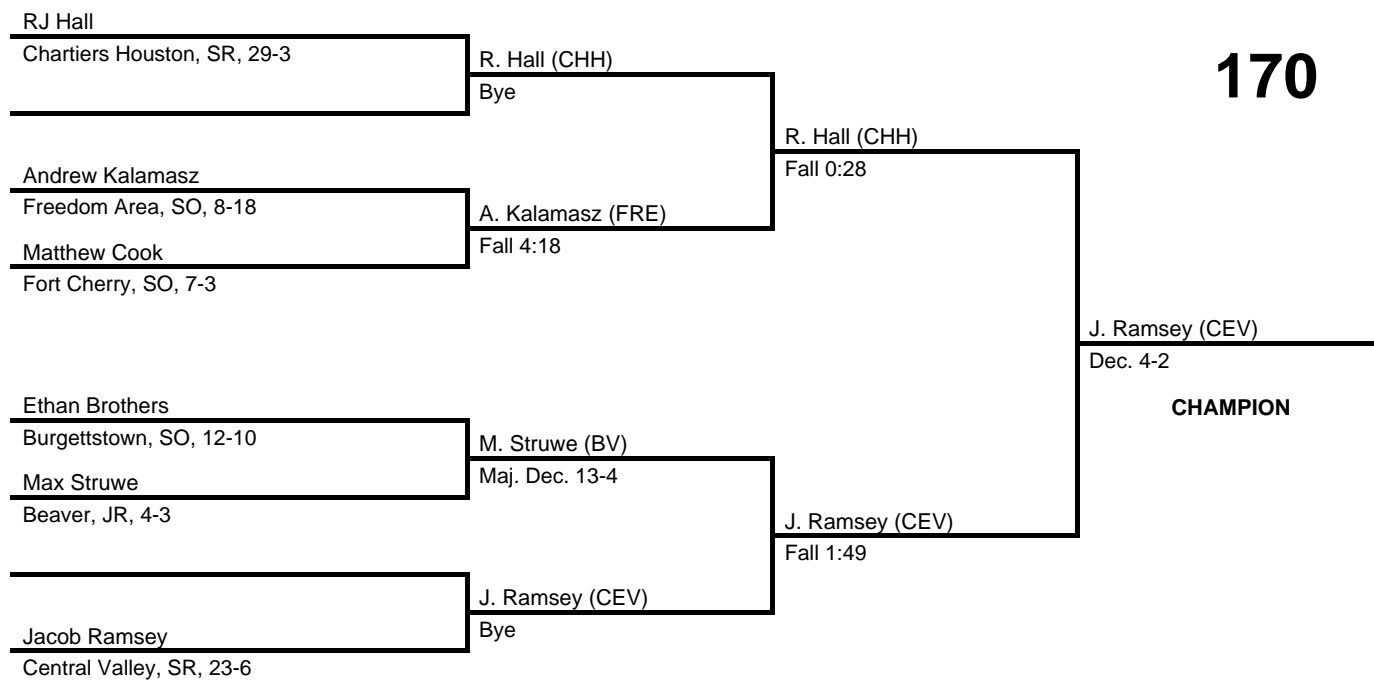 RJ Hall
Chartiers Houston, SR, 29-3
R. Hall (CHH)
Bye
170
R. Hall (CHH)
Fall 0:28
Andrew Kalamasz
Freedom Area, SO, 8-18
A. Kalamasz (FRE)
Fall 4:18
Matthew Cook
Fort Cherry, SO, 7-3
J. Ramsey (CEV)
Dec. 4-2
CHAMPION
Ethan Brothers
Burgettstown, SO, 12-10
M. Struwe (BV)
Maj. Dec. 13-4
Max Struwe
Beaver, JR, 4-3
J. Ramsey (CEV)
Fall 1:49
J. Ramsey (CEV)
Bye
Jacob Ramsey
Central Valley, SR, 23-6